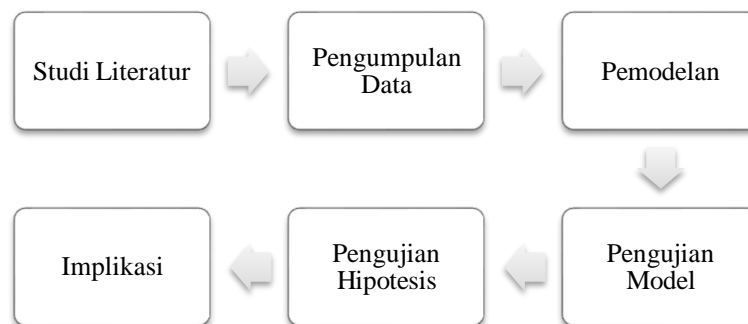 Studi Literatur
Pengumpulan
Data
Pemodelan
Pengujian
Model
Pengujian
Hipotesis
Implikasi